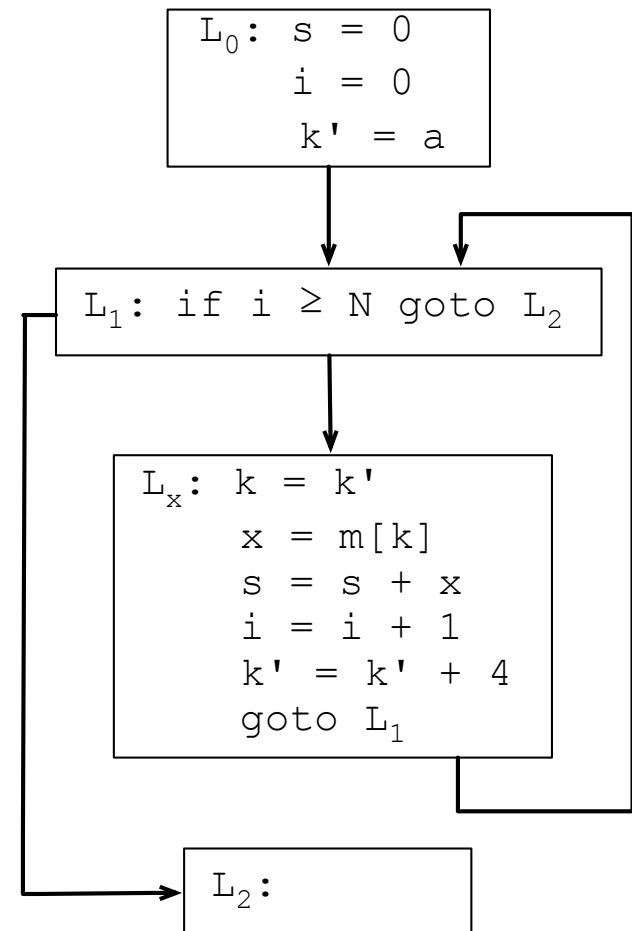 L₀: s = 0
i = 0
k' = a
L₁: if i ≥ N goto L₂
Lₓ: k = k'
x = m[k]
s = s + x
i = i + 1
k' = k' + 4
goto L₁
L₂: